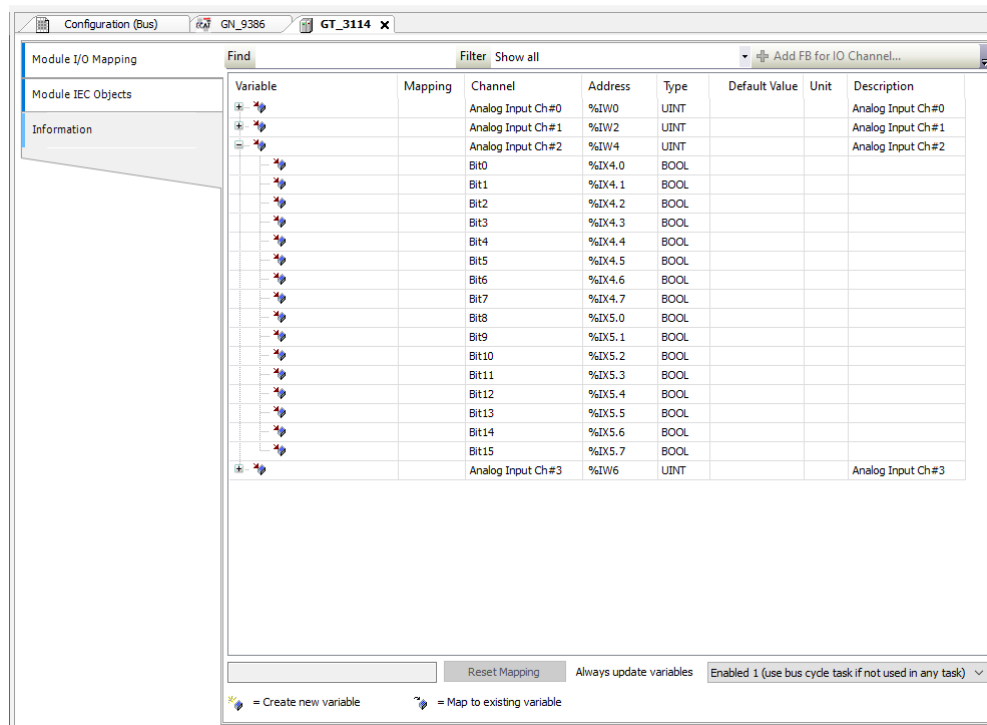 Configuration (Bus) GN_9386 GT_3114
Module I/O Mapping
Module IEC Objects
Information
Find Filter Show all Add FB for IO Channel...
Variable Mapping Channel Address Type Default Value Unit Description
Analog Input Ch#0 %IW0 UINT Analog Input Ch#0
Analog Input Ch#1 %IW2 UINT Analog Input Ch#1
Analog Input Ch#2 %IW4 UINT Analog Input Ch#2
Bit0 %IX4.0 BOOL
Bit1 %IX4.1 BOOL
Bit2 %IX4.2 BOOL
Bit3 %IX4.3 BOOL
Bit4 %IX4.4 BOOL
Bit5 %IX4.5 BOOL
Bit6 %IX4.6 BOOL
Bit7 %IX4.7 BOOL
Bit8 %IX5.0 BOOL
Bit9 %IX5.1 BOOL
Bit10 %IX5.2 BOOL
Bit11 %IX5.3 BOOL
Bit12 %IX5.4 BOOL
Bit13 %IX5.5 BOOL
Bit14 %IX5.6 BOOL
Bit15 %IX5.7 BOOL
Analog Input Ch#3 %IW6 UINT Analog Input Ch#3
Reset Mapping Always update variables Enabled 1 (use bus cycle task if not used in any task)
= Create new variable = Map to existing variable